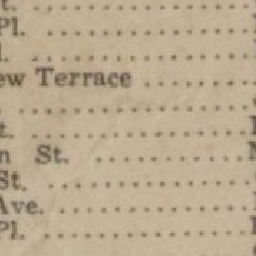 Pl. ..............
ew Terrace .......
t. ................
n St. ...........
St. ..............
Ave. .............
Pl. ..............